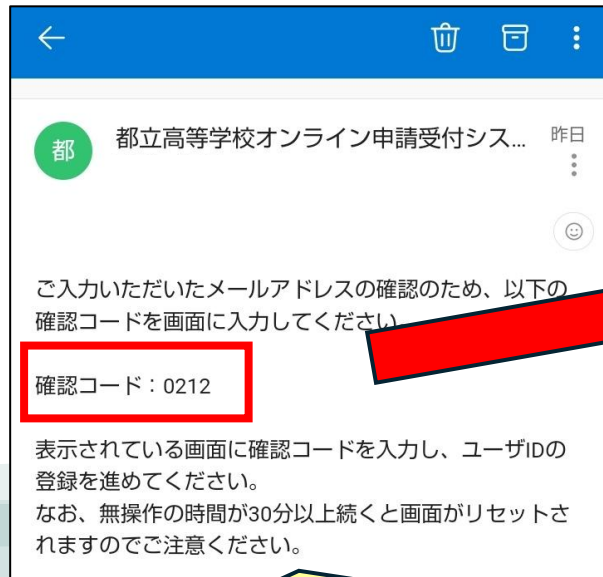 都
都立高等学校オンライン申請受付シス...
昨日
ご入力いただいたメールアドレスの確認のため、以下の
確認コードを画面に入力してください
確認コード：0212
表示されている画面に確認コードを入力し、ユーザIDの
登録を進めてください。
なお、無操作の時間が30分以上続くと画面がリセットさ
れますのでご注意ください。